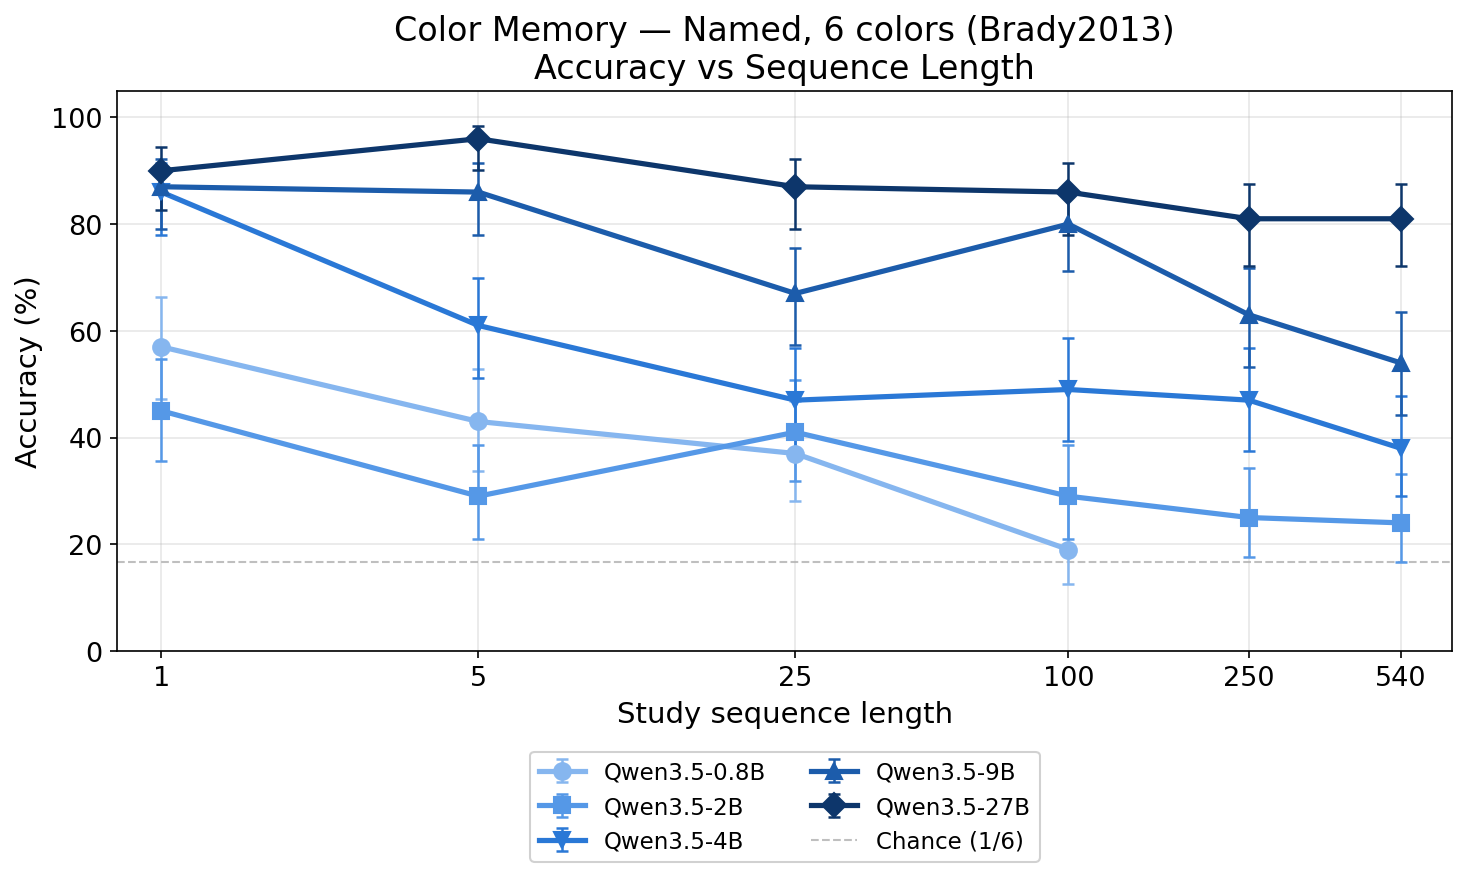 Color Memory — Named, 6 colors (Brady2013)
Accuracy vs Sequence Length
Accuracy (%)
100
80
60
40
20
0
1 5 25 100 250 540
Study sequence length
Qwen3.5-0.8B
Qwen3.5-2B
Qwen3.5-4B
Qwen3.5-9B
Qwen3.5-27B
Chance (1/6)